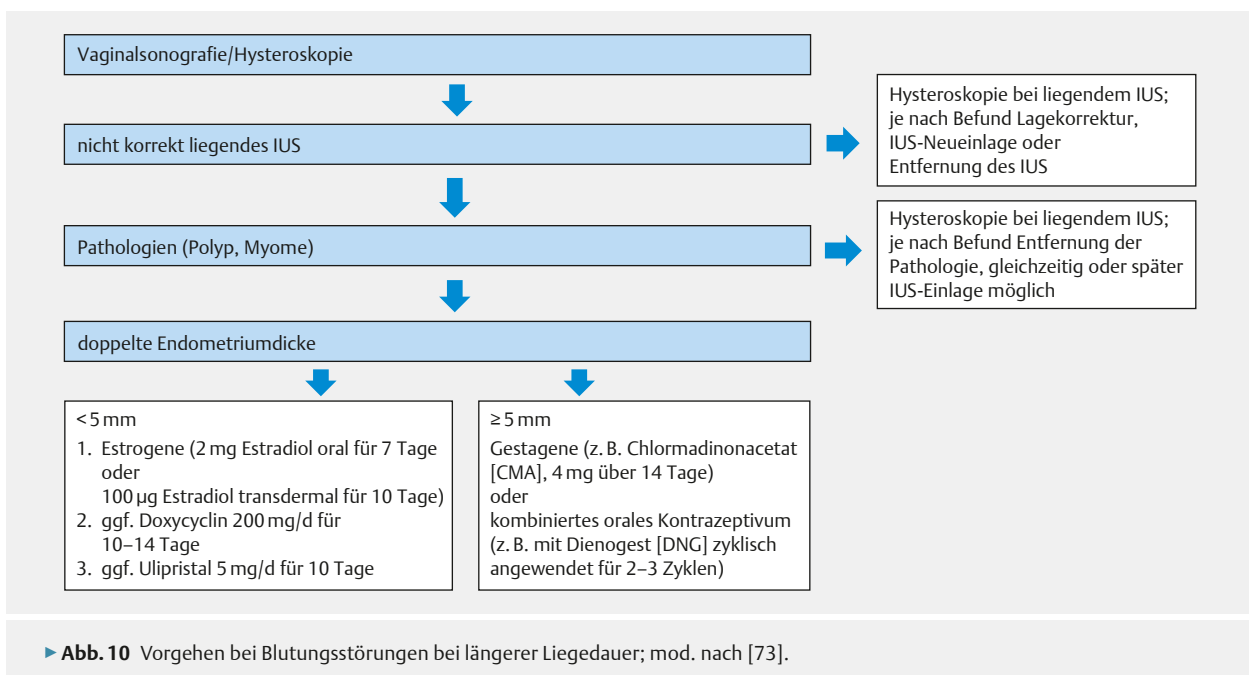 Vaginalsonografie/Hysteroskopie
nicht korrekt liegendes IUS
Hysteroskopie bei liegendem IUS;
je nach Befund Lagekorrektur,
IUS-Neueinlage oder
Entfernung des IUS
Pathologien (Polyp, Myome)
Hysteroskopie bei liegendem IUS;
je nach Befund Entfernung der
Pathologie, gleichzeitig oder später
IUS-Einlage möglich
doppelte Endometriumdicke
< 5 mm
1. Estrogene (2 mg Estradiol oral für 7 Tage
oder
100 µg Estradiol transdermal für 10 Tage)
2. ggf. Doxycyclin 200 mg/d für
10–14 Tage
3. ggf. Ulipristal 5 mg/d für 10 Tage
≥ 5 mm
Gestagene (z. B. Chlormadinonacetat
[CMA], 4 mg über 14 Tage)
oder
kombiniertes orales Kontrazeptivum
(z. B. mit Dienogest [DNG] zyklisch
angewendet für 2–3 Zyklen)
▶ Abb. 10 Vorgehen bei Blutungsstörungen bei längerer Liegedauer; mod. nach [73].